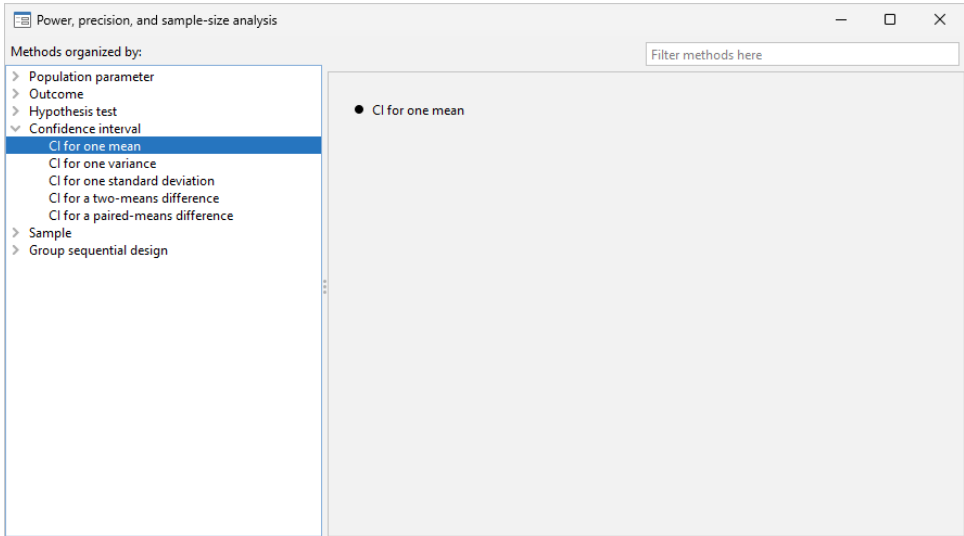 Power, precision, and sample-size analysis
Methods organized by:
Filter methods here
Population parameter
Outcome
Hypothesis test
Confidence interval
CI for one mean
CI for one variance
CI for one standard deviation
CI for a two-means difference
CI for a paired-means difference
Sample
Group sequential design
CI for one mean